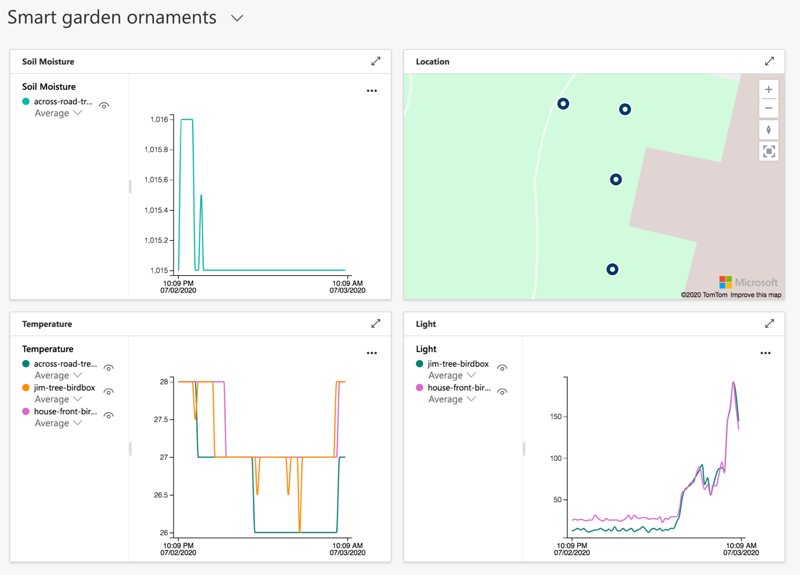 Smart garden ornaments
Soil Moisture
Soil Moisture
across-road-tr...
Average
1,016
1,015.8
1,015.6
1,015.4
1,015.2
1,015
10:09 PM
07/02/2020
10:09 AM
07/03/2020
Location
Microsoft
©2020 TomTom Improve this map
Temperature
Temperature
across-road-tre...
Average
jim-tree-birdbox
Average
house-front-bir...
Average
28
27.5
27
26.5
26
10:09 PM
07/02/2020
10:09 AM
07/03/2020
Light
Light
jim-tree-birdbox
Average
house-front-bir...
Average
150
100
50
10:09 PM
07/02/2020
10:09 AM
07/03/2020